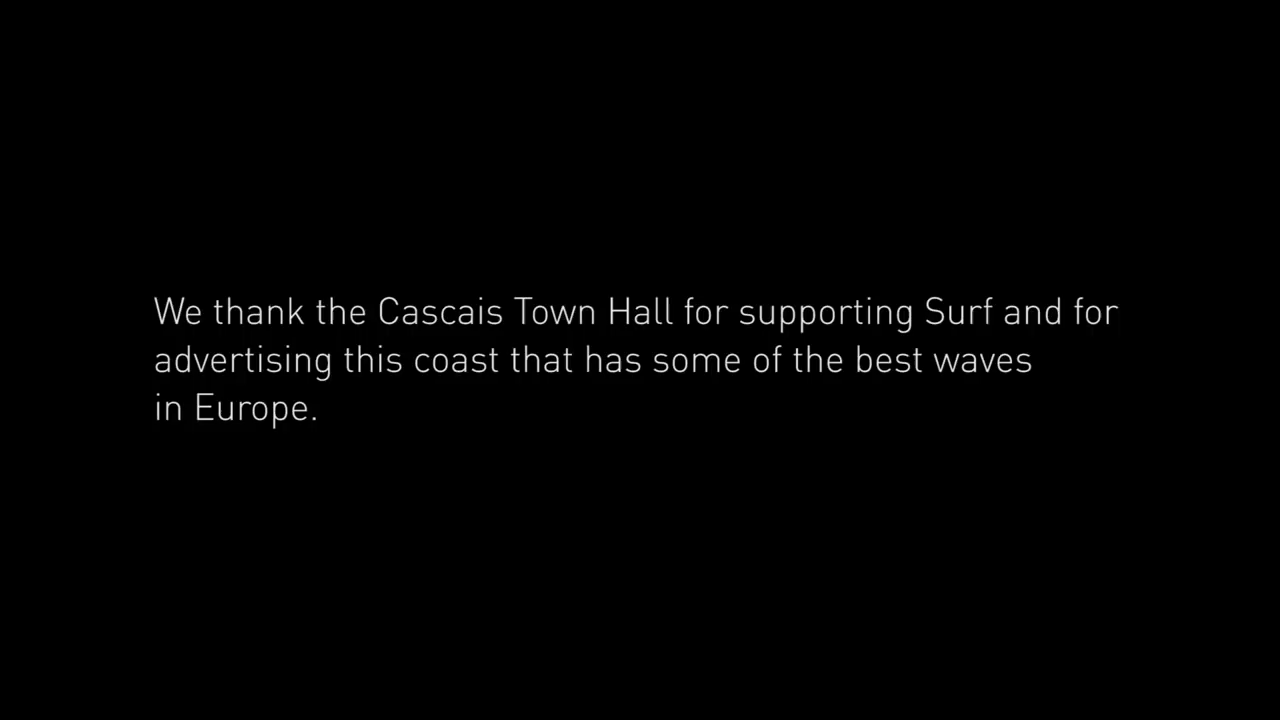 We thank the Cascais Town Hall for supporting Surf and for
advertising this coast that has some of the best waves
in Europe.